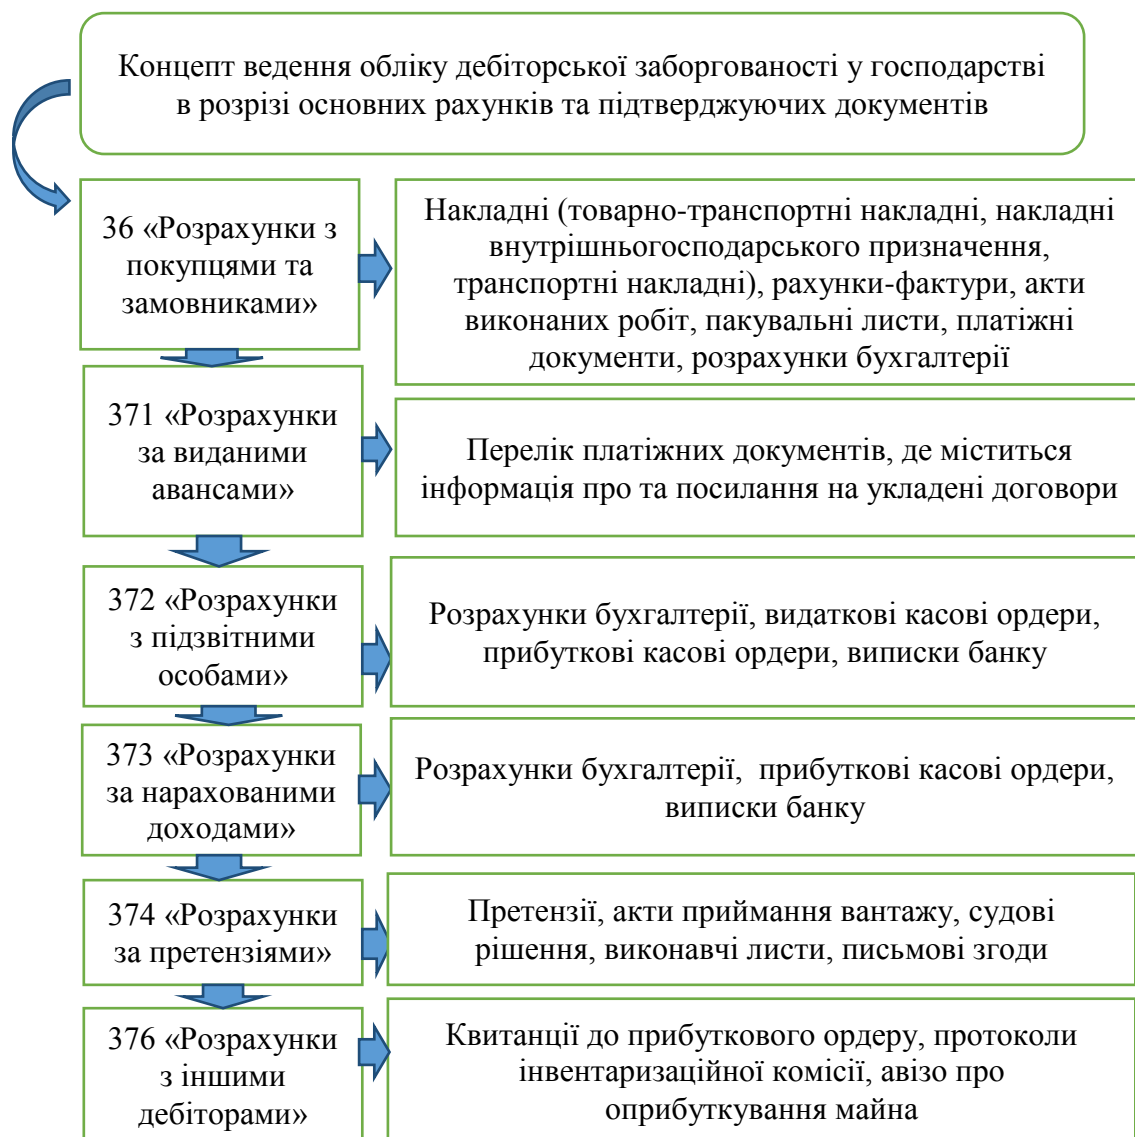 Концепт ведення обліку дебіторської заборгованості у господарстві
в розрізі основних рахунків та підтверджуючих документів
36 «Розрахунки з
покупцями та
замовниками»
Накладні (товарно-транспортні накладні, накладні
внутрішньогосподарського призначення,
транспортні накладні), рахунки-фактури, акти
виконаних робіт, пакувальні листи, платіжні
документи, розрахунки бухгалтерії
371 «Розрахунки
за виданими
авансами»
Перелік платіжних документів, де міститься
інформація про та посилання на укладені договори
372 «Розрахунки
з підзвітними
особами»
Розрахунки бухгалтерії, видаткові касові ордери,
прибуткові касові ордери, виписки банку
373 «Розрахунки
за нарахованими
доходами»
Розрахунки бухгалтерії,  прибуткові касові ордери,
виписки банку
374 «Розрахунки
за претензіями»
Претензії, акти приймання вантажу, судові
рішення, виконавчі листи, письмові згоди
376 «Розрахунки
з іншими
дебіторами»
Квитанції до прибуткового ордеру, протоколи
інвентаризаційної комісії, авізо про
оприбуткування майна